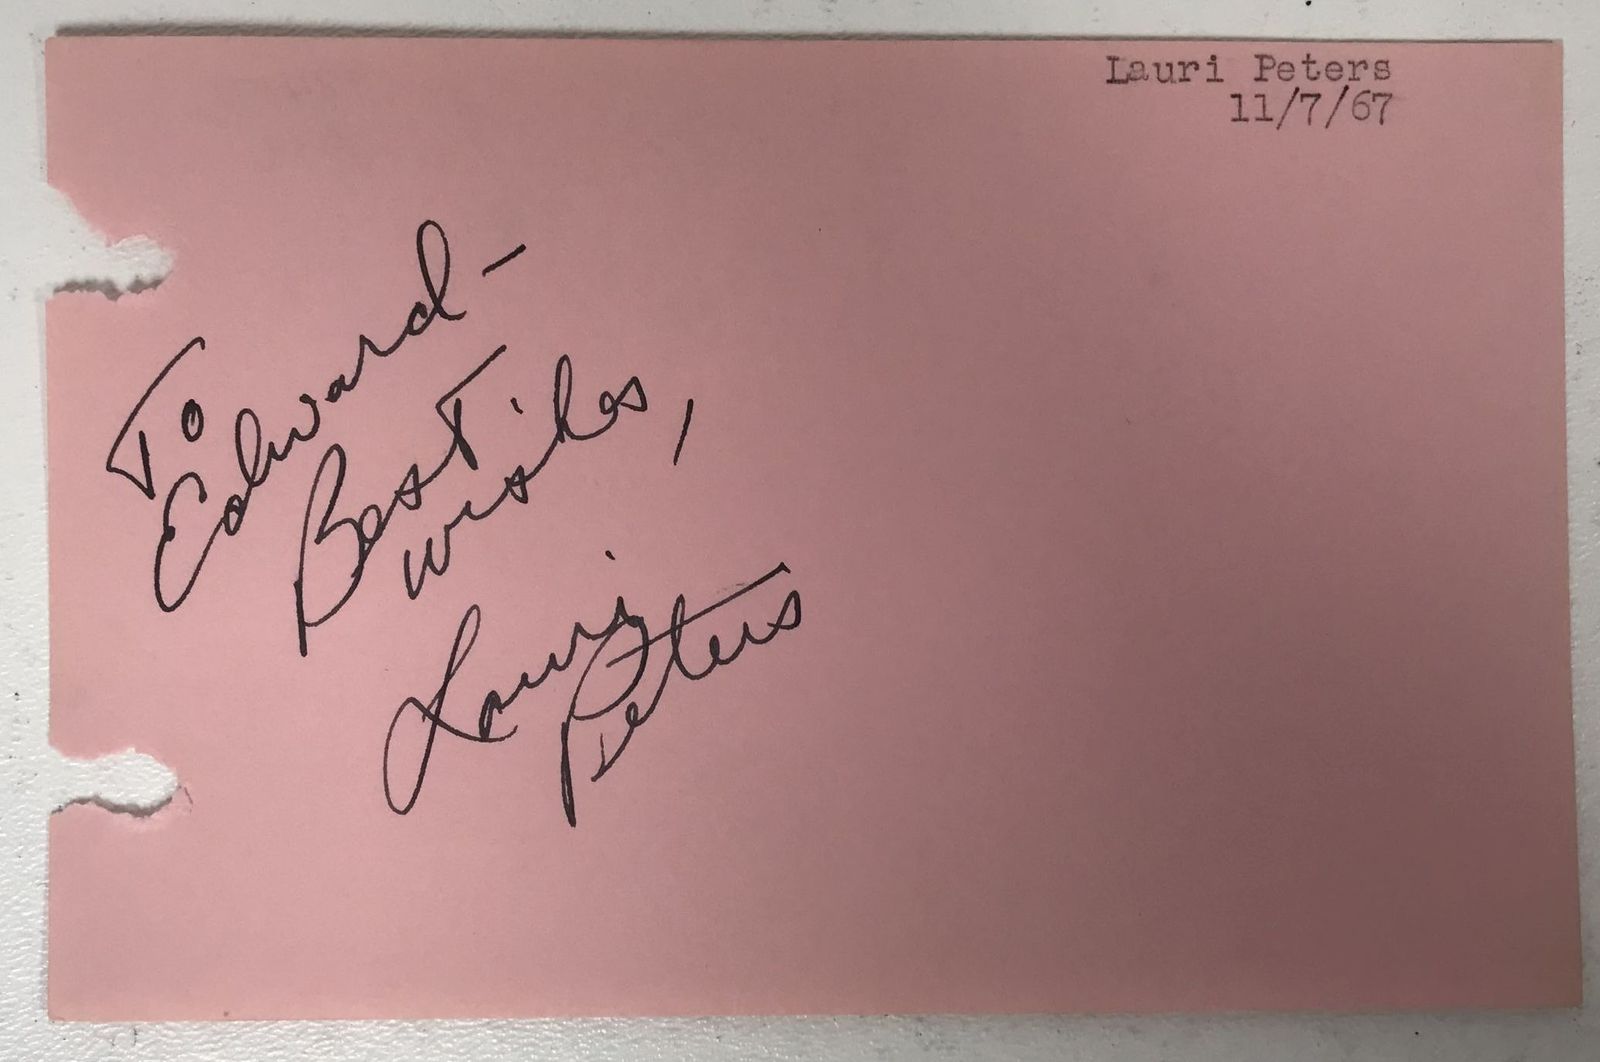 Lauri Peters
11/7/67
To
Edward-
Best
wishes,
Lauri
Peters